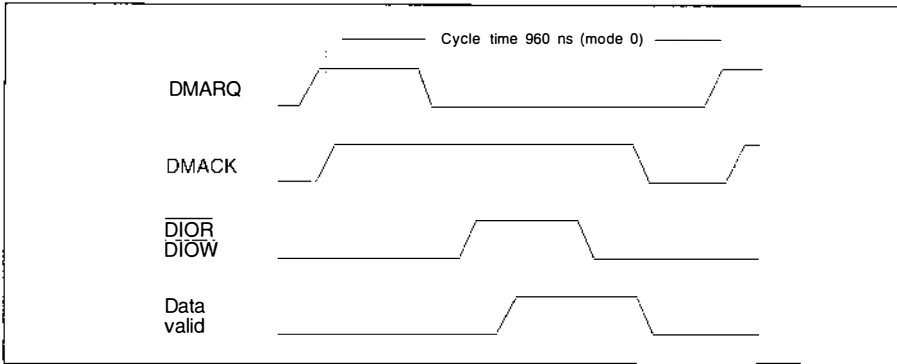 Cycle time 960 ns (mode 0)
DMARQ
DMACK
DIOR
DIOW
Data
valid